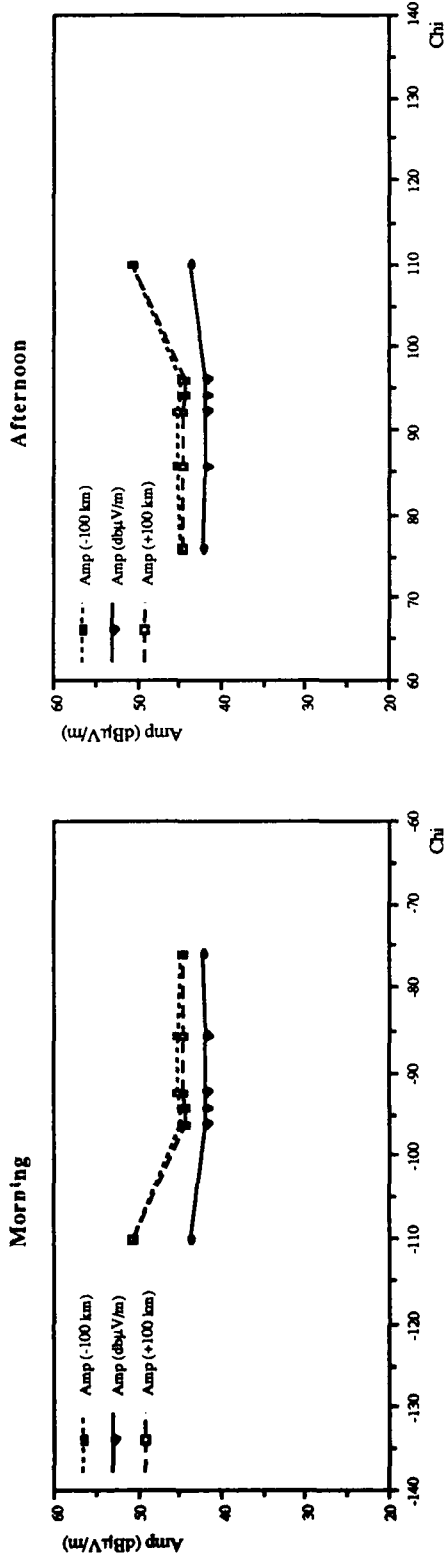 Morning
Amp (dBµV/m)
60
50
40
30
20
Amp (-100 km)
Amp (dbµV/m)
Amp (+100 km)
-140
-130
-120
-110
-100
-90
-80
-70
-60
Chi
Afternoon
Amp (dBµV/m)
60
50
40
30
20
Amp (-100 km)
Amp (dbµV/m)
Amp (+100 km)
60
70
80
90
100
110
120
130
140
Chi